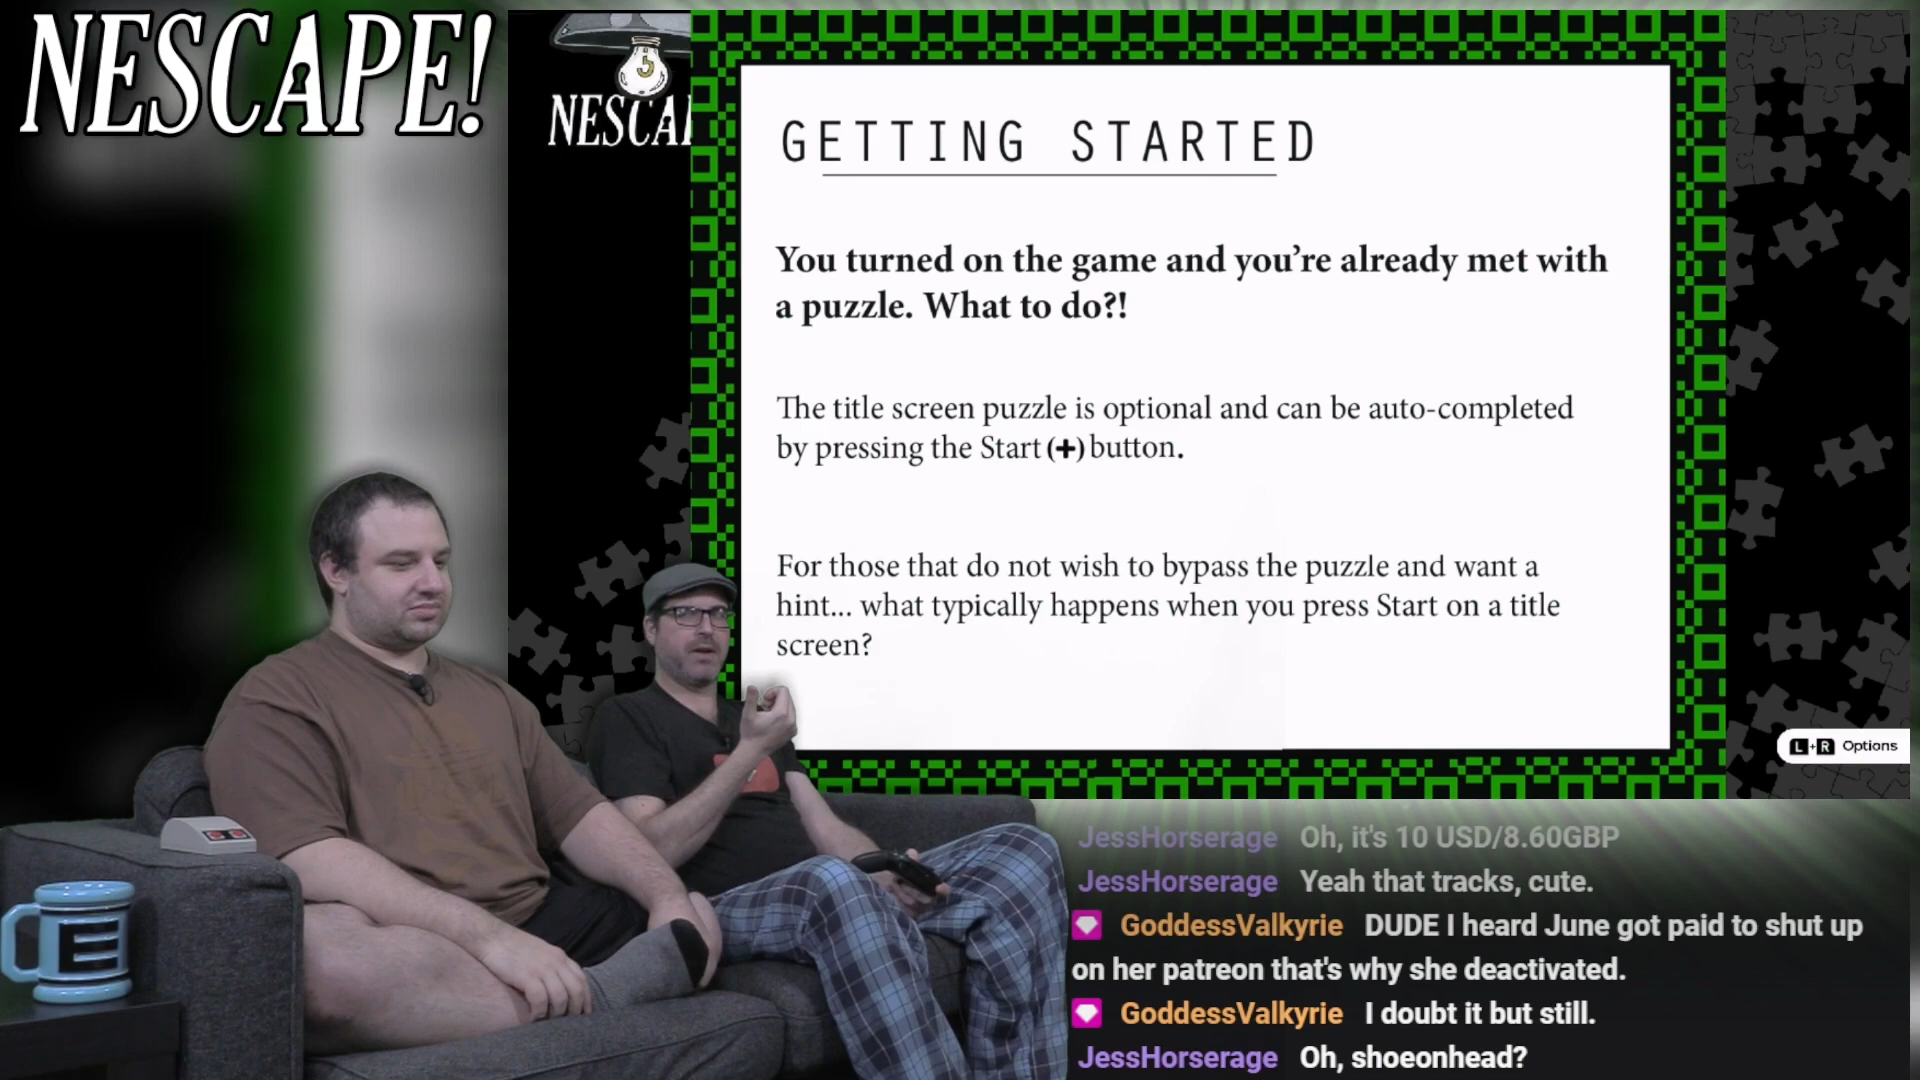 NESCAPE!
NESCA
GETTING STARTED
You turned on the game and you're already met with
a puzzle. What to do?!
The title screen puzzle is optional and can be auto-completed
by pressing the Start (+) button.
For those that do not wish to bypass the puzzle and want a
hint... what typically happens when you press Start on a title
screen?
L+R Options
JessHorserage Oh, it's 10 USD/8.60GBP
JessHorserage Yeah that tracks, cute.
GoddessValkyrie DUDE I heard June got paid to shut up
on her patreon that's why she deactivated.
GoddessValkyrie I doubt it but still.
JessHorserage Oh, shoeonhead?
E